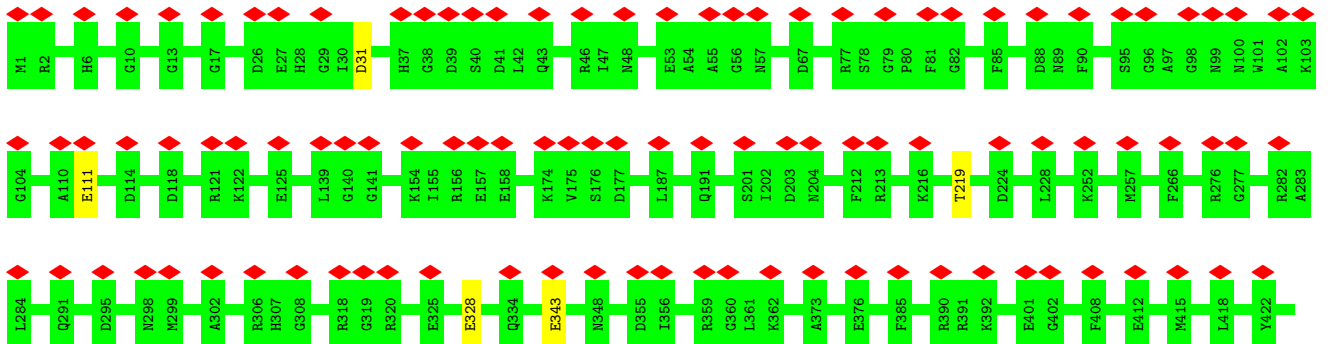 M1 R2 H6 G10 G13 G17 D26 E27 H28 G29 I30 D31 H37 G38 D39 S40 D41 L42 Q43 R46 I47 N48 E53 A54 A55 G56 N57 D67 R77 S78 G79 P80 F81 G82 F85 D88 N89 F90 S95 G96 A97 G98 N99 N100 W101 A102 K103
G104 A110 E111 D114 D118 R121 K122 E125 L139 G140 G141 K154 I155 R156 E157 E158 K174 V175 S176 D177 L187 Q191 S201 I202 D203 N204 F212 R213 K216 T219 D224 L228 K252 M257 F266 R276 G277 R282 A283
L284 Q291 D295 N298 M299 A302 R306 H307 G308 R318 G319 R320 E325 E328 Q334 E343 N348 D355 I356 R359 G360 L361 K362 A373 E376 F385 R390 R391 K392 E401 G402 F408 E412 M415 L418 Y422